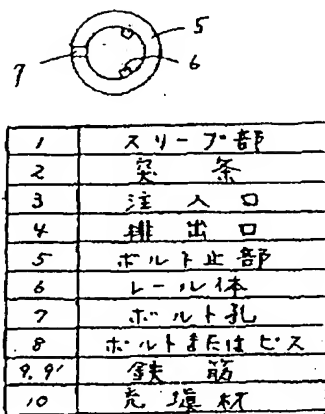 5
6
7
1 スリーブ部
2 突条
3 注入口
4 排出口
5 ボルト止部
6 レール体
7 ボルト孔
8 ボルトまたはビス
9.9' 鉄筋
10 充填材